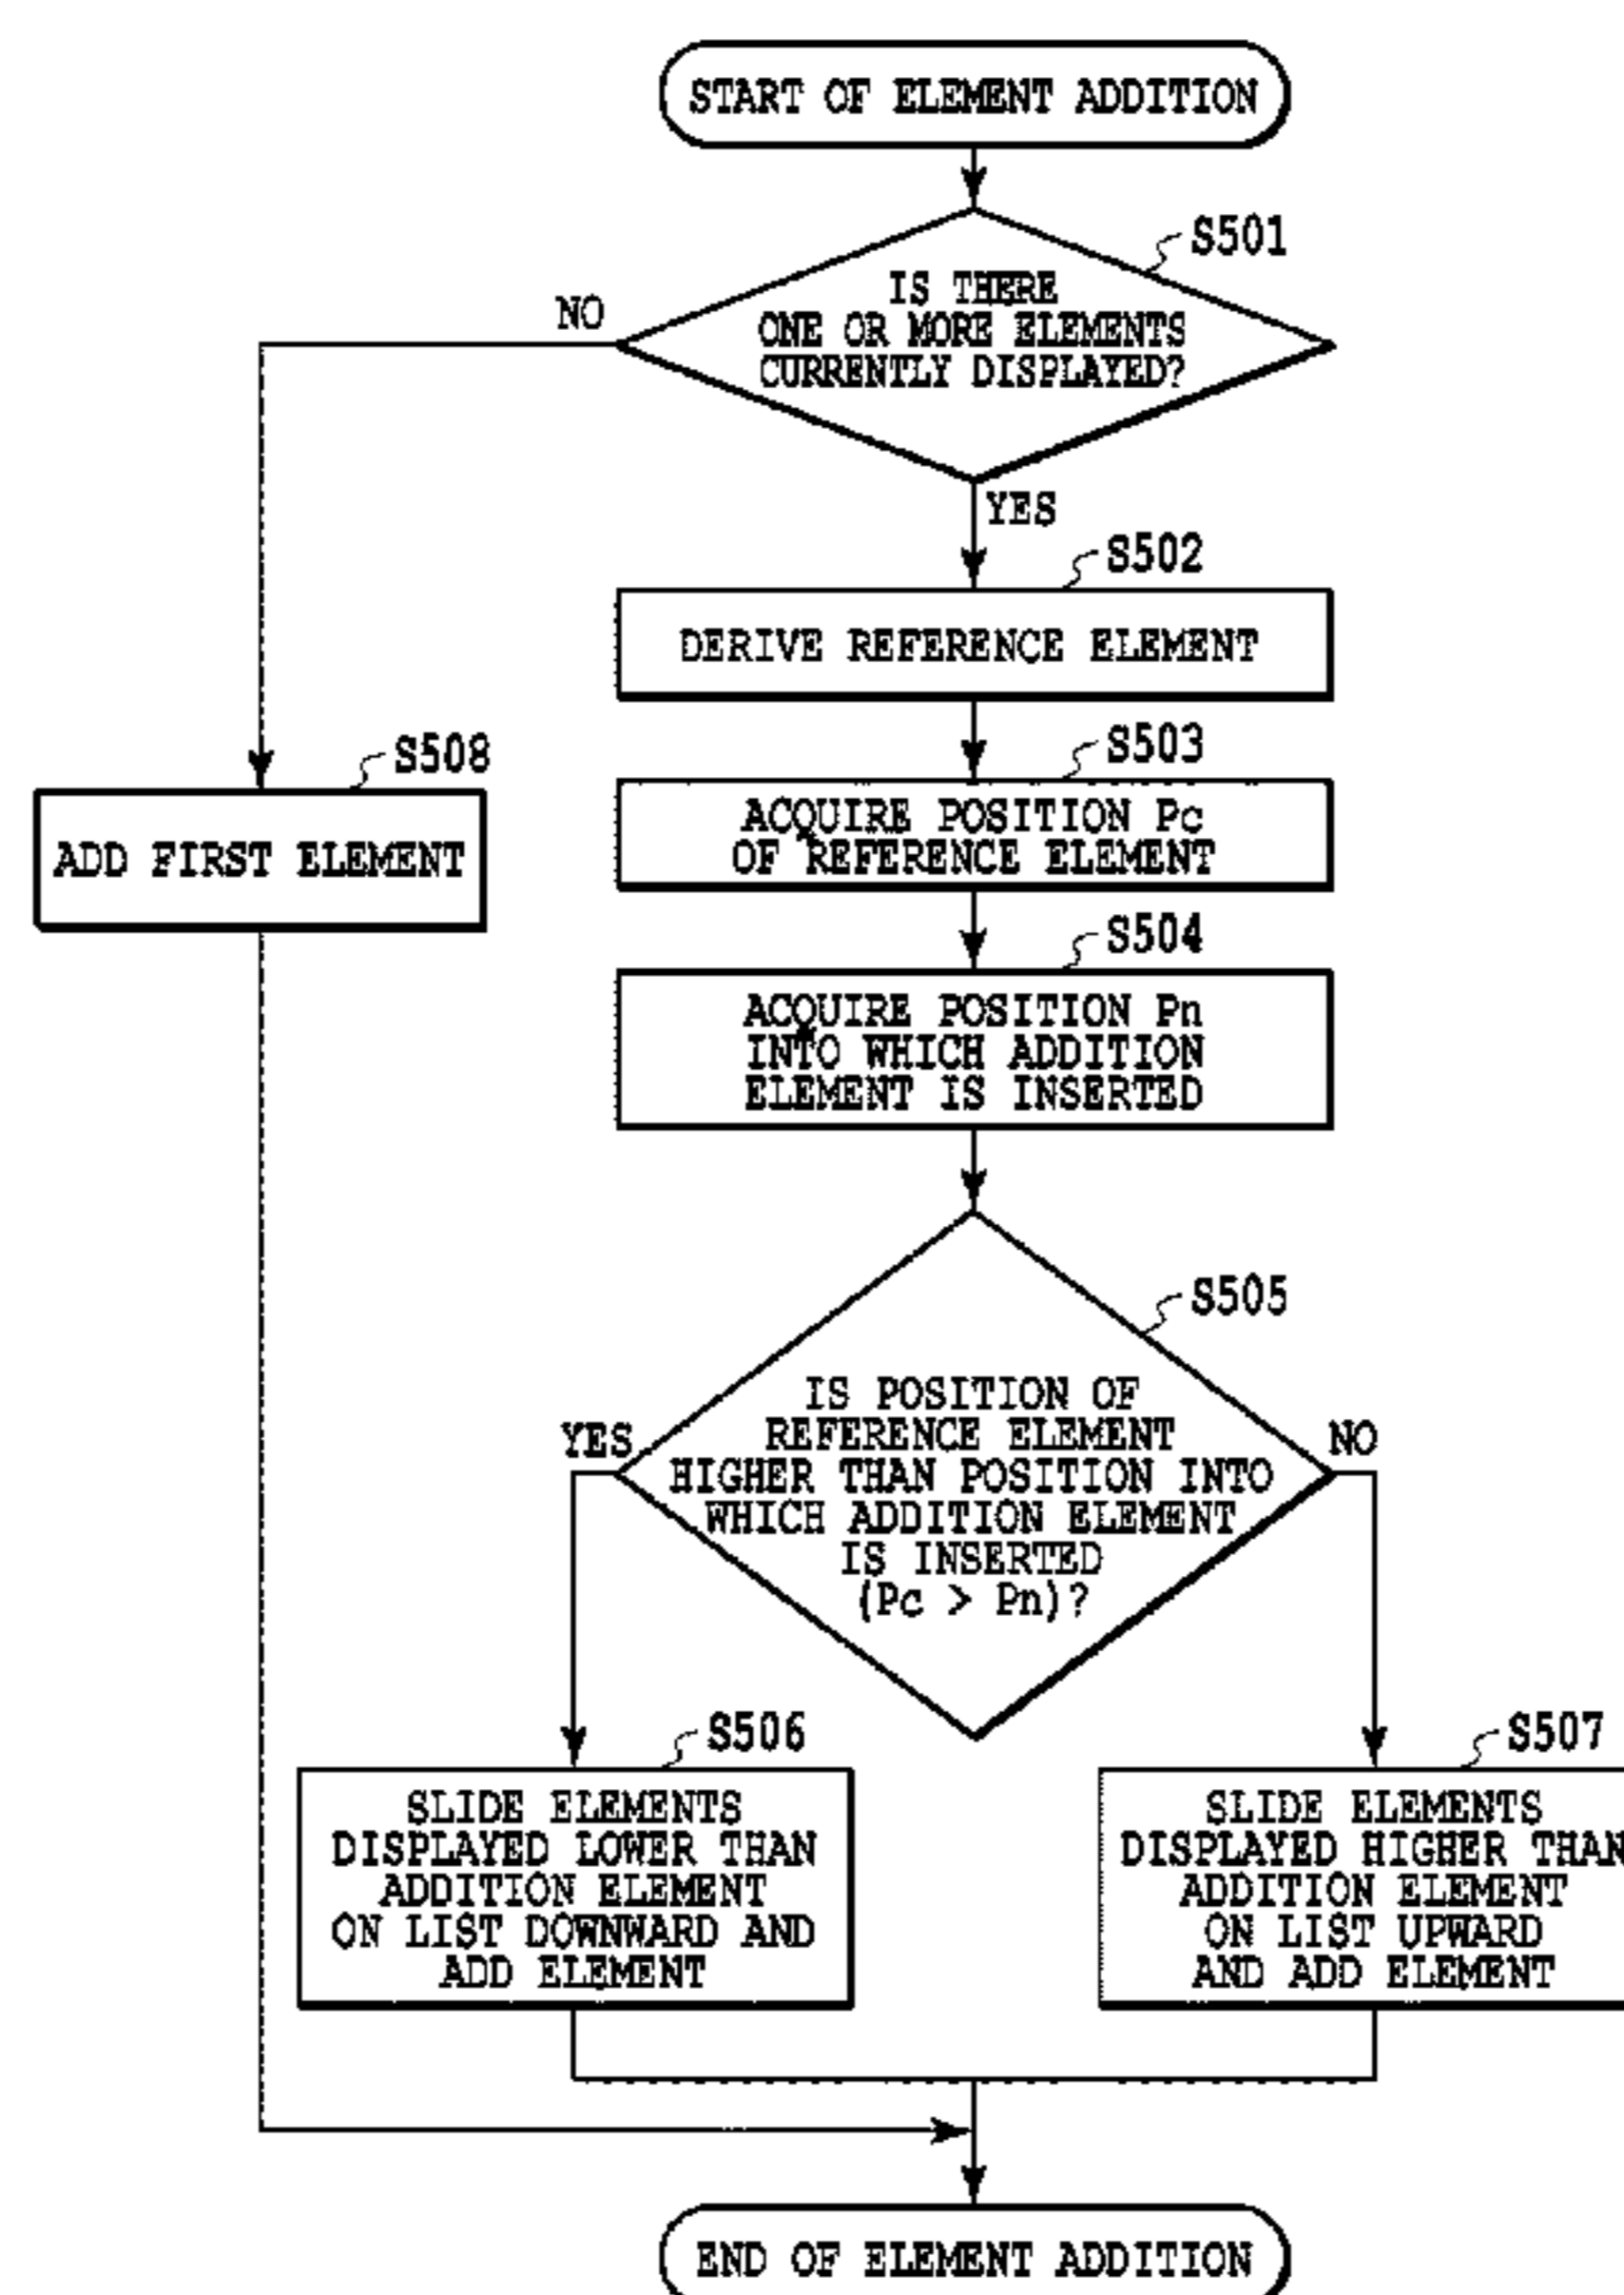 START OF ELEMENT ADDITION
S501
IS THERE
ONE OR MORE ELEMENTS
CURRENTLY DISPLAYED?
NO
YES
S502
DERIVE REFERENCE ELEMENT
S503
ACQUIRE POSITION Pc
OF REFERENCE ELEMENT
S508
ADD FIRST ELEMENT
S504
ACQUIRE POSITION Pn
INTO WHICH ADDITION
ELEMENT IS INSERTED
S505
IS POSITION OF
REFERENCE ELEMENT
HIGHER THAN POSITION INTO
WHICH ADDITION ELEMENT
IS INSERTED
(Pc > Pn)?
YES
NO
S506
SLIDE ELEMENTS
DISPLAYED LOWER THAN
ADDITION ELEMENT
ON LIST DOWNWARD AND
ADD ELEMENT
S507
SLIDE ELEMENTS
DISPLAYED HIGHER THAN
ADDITION ELEMENT
ON LIST UPWARD
AND ADD ELEMENT
END OF ELEMENT ADDITION